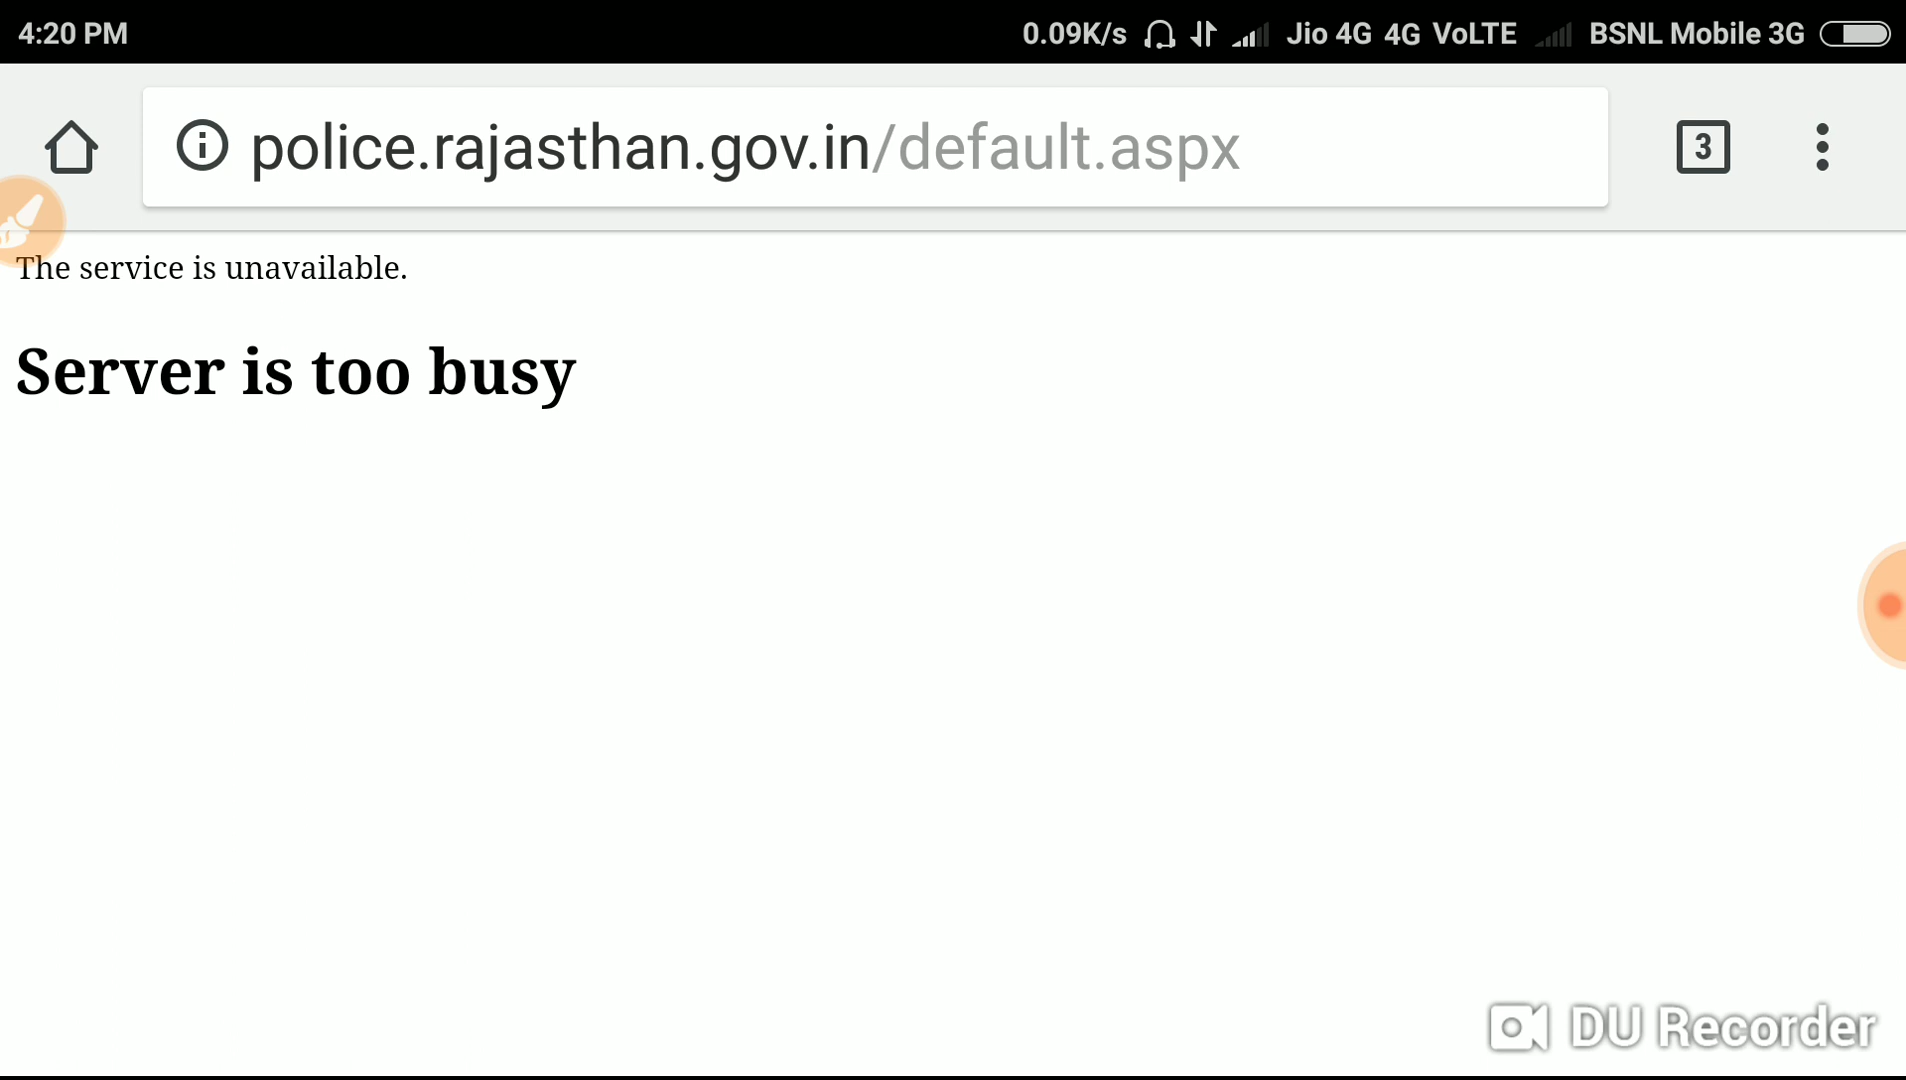 4:20 PM 0.09K/s Jio 4G 4G VoLTE BSNL Mobile 3G
police.rajasthan.gov.in/default.aspx 3
The service is unavailable.
Server is too busy
DU Recorder